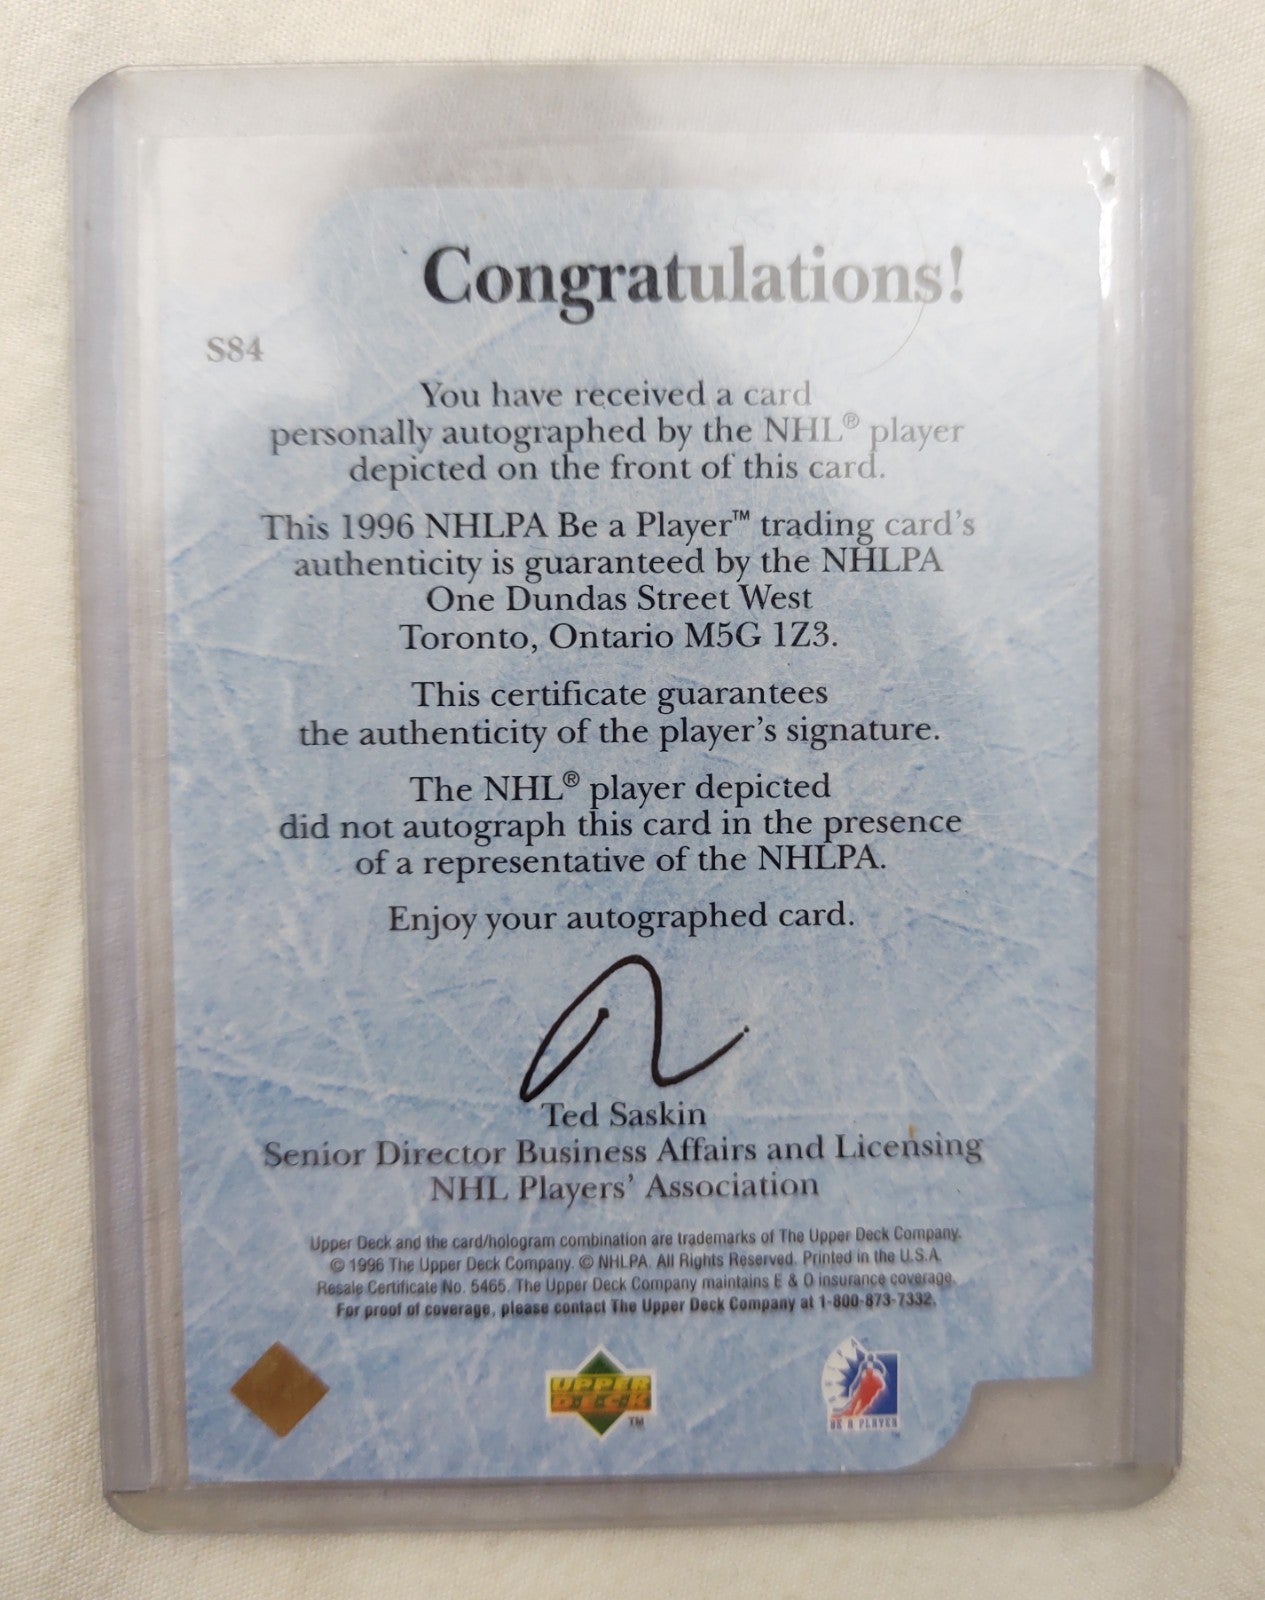 Congratulations!
S84
You have received a card
personally autographed by the NHL® player
depicted on the front of this card.
This 1996 NHLPA Be a Player™ trading card's
authenticity is guaranteed by the NHLPA
One Dundas Street West
Toronto, Ontario M5G 1Z3.
This certificate guarantees
the authenticity of the player's signature.
The NHL® player depicted
did not autograph this card in the presence
of a representative of the NHLPA.
Enjoy your autographed card.
Ted Saskin
Senior Director Business Affairs and Licensing
NHL Players' Association
Upper Deck and the card/hologram combination are trademarks of The Upper Deck Company.
© 1996 The Upper Deck Company. © NHLPA. All Rights Reserved. Printed in the U.S.A.
Resale Certificate No. 5465. The Upper Deck Company maintains E & O insurance coverage.
For proof of coverage, please contact The Upper Deck Company at 1-800-873-7332.
UPPER
DECK
TM
BE A PLAYER